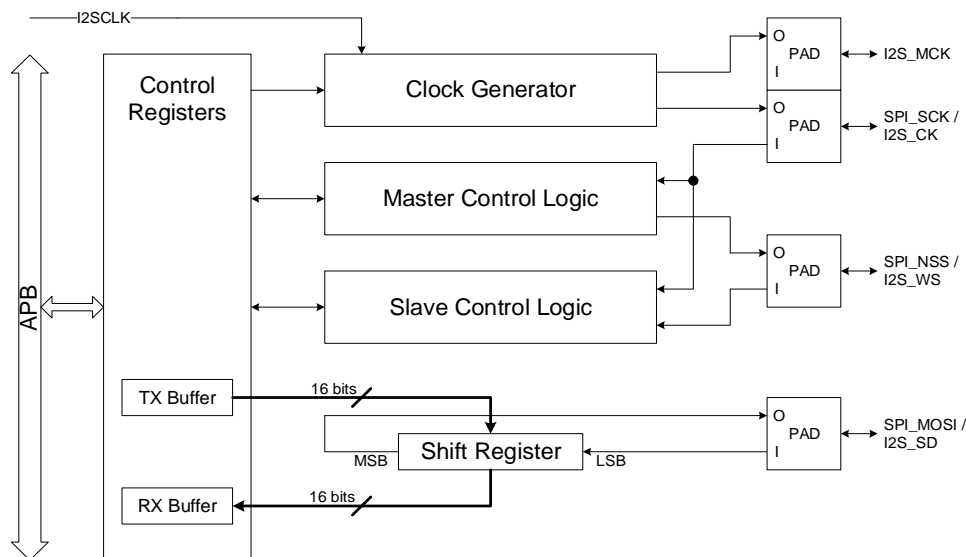 I2SCLK
Control
Registers
Clock Generator
O
PAD
I
I2S_MCK
O
PAD
I
SPI_SCK /
I2S_CK
Master Control Logic
O
PAD
I
SPI_NSS /
I2S_WS
Slave Control Logic
APB
TX Buffer
16 bits
O
PAD
I
SPI_MOSI /
I2S_SD
MSB
Shift Register
LSB
RX Buffer
16 bits